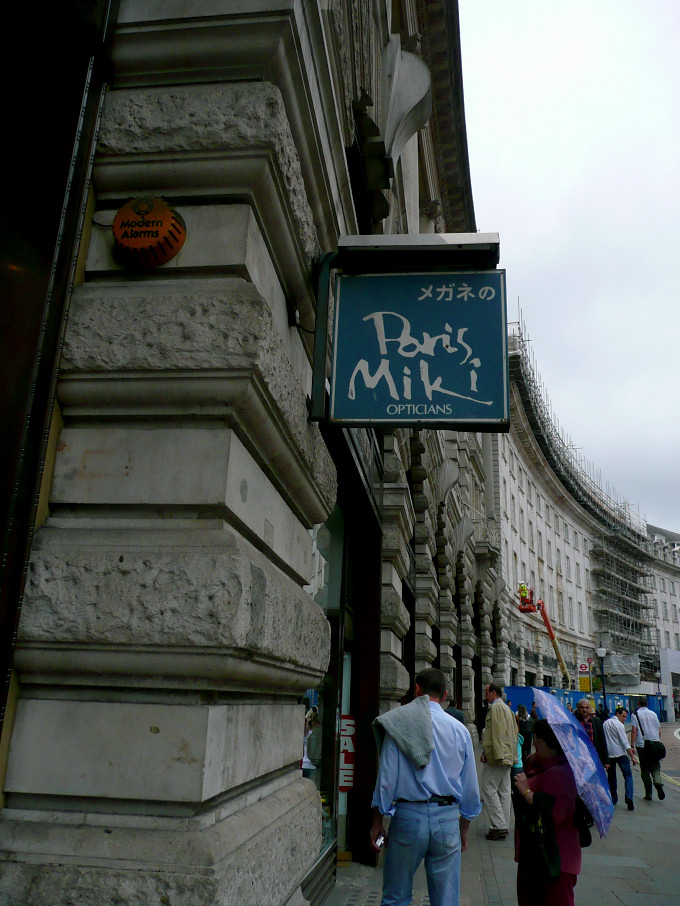 Modern
Alarms
メガネの
Paris
Miki
OPTICIANS
SALE